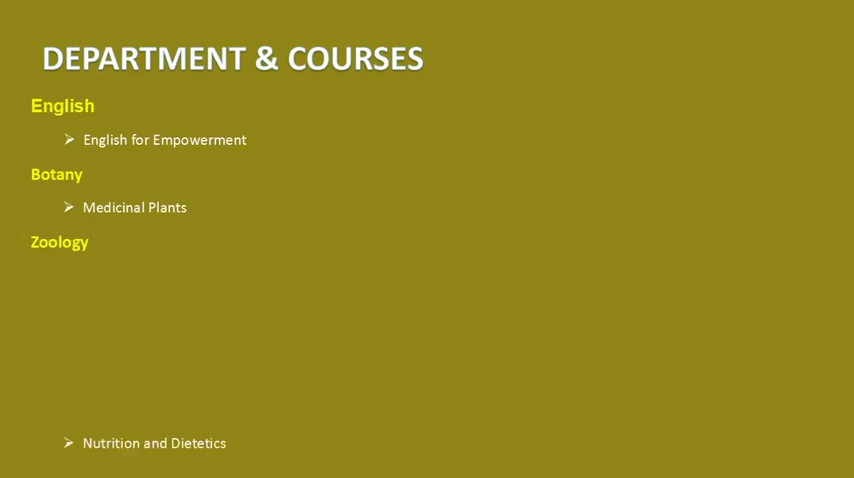 DEPARTMENT & COURSES
English
➢ English for Empowerment
Botany
➢ Medicinal Plants
Zoology
➢ Nutrition and Dietetics